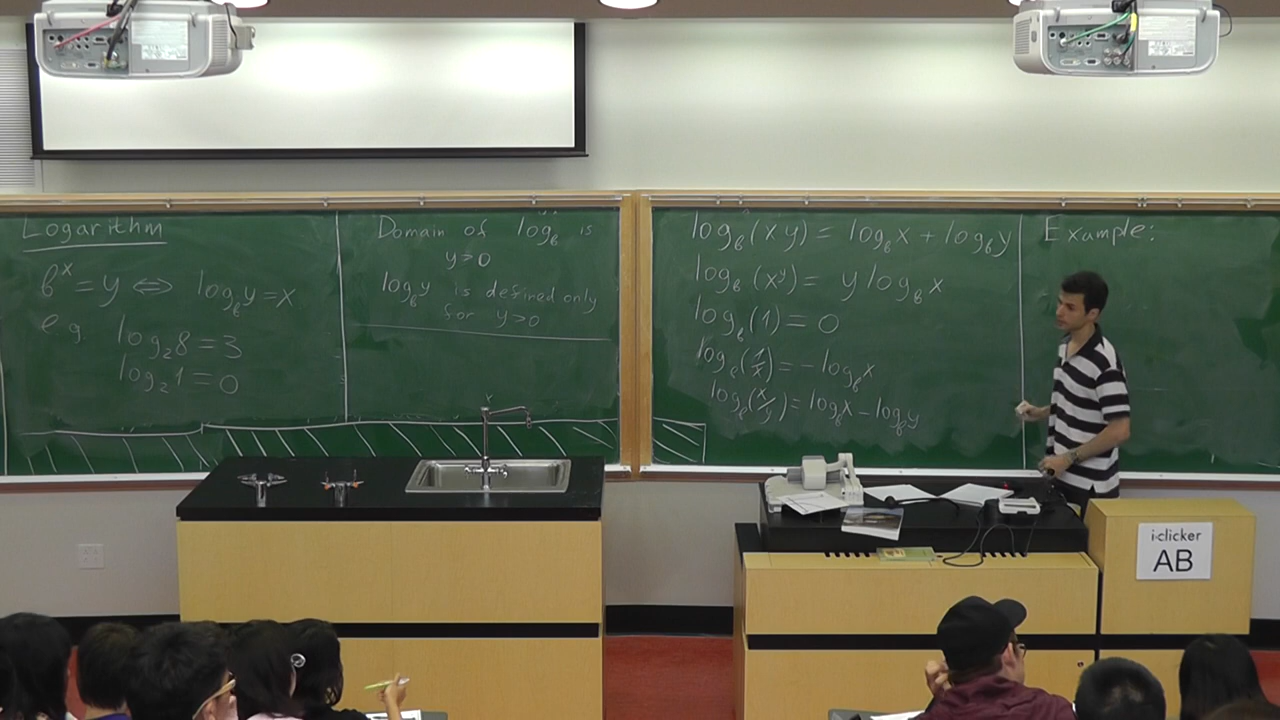 Logarithm
b^x = y ⇔ log_b y = x
e.g. log_2 8 = 3
log_2 1 = 0
Domain of log_b is
y>0
log_b y is defined only
for y>0
log_b(xy) = log_b x + log_b y
log_b(x^y) = y log_b x
log_b(1) = 0
log_b(1/x) = -log_b x
log_b(x/y) = log_b x - log_b y
Example:
i-clicker
AB